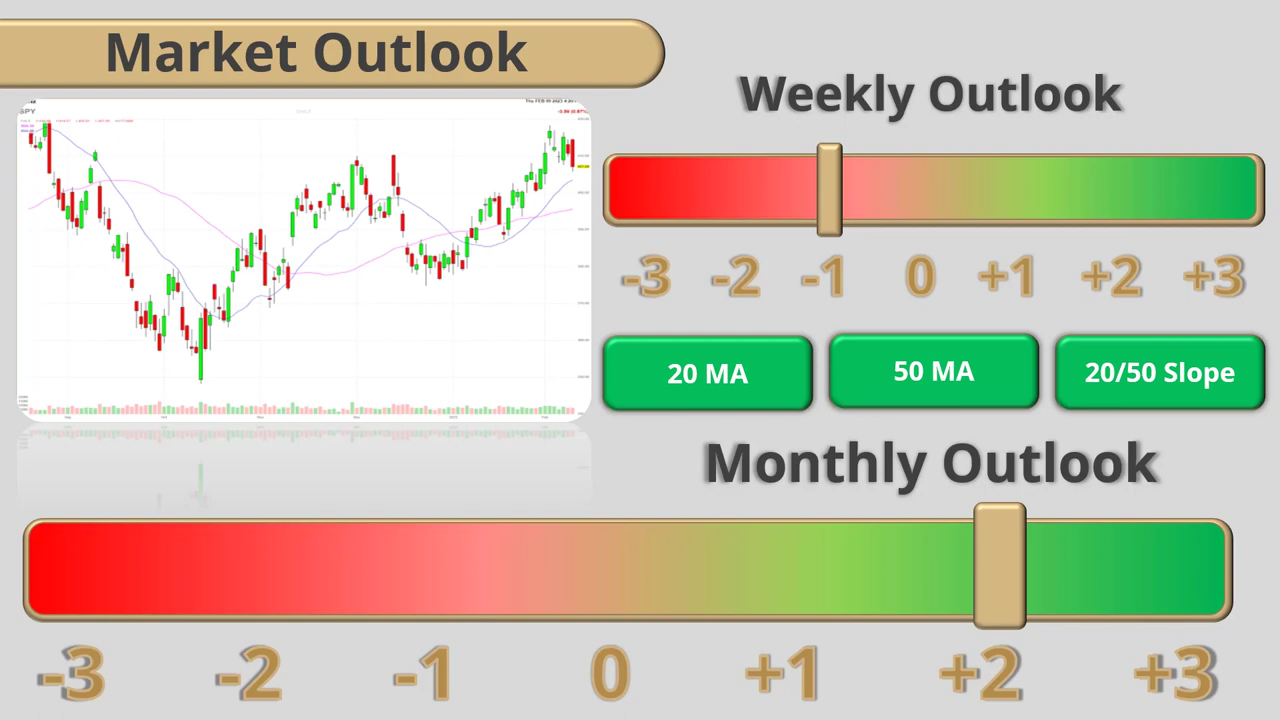 Market Outlook
SPY
Weekly Outlook
-3 -2 -1 0 +1 +2 +3
20 MA
50 MA
20/50 Slope
Monthly Outlook
-3 -2 -1 0 +1 +2 +3